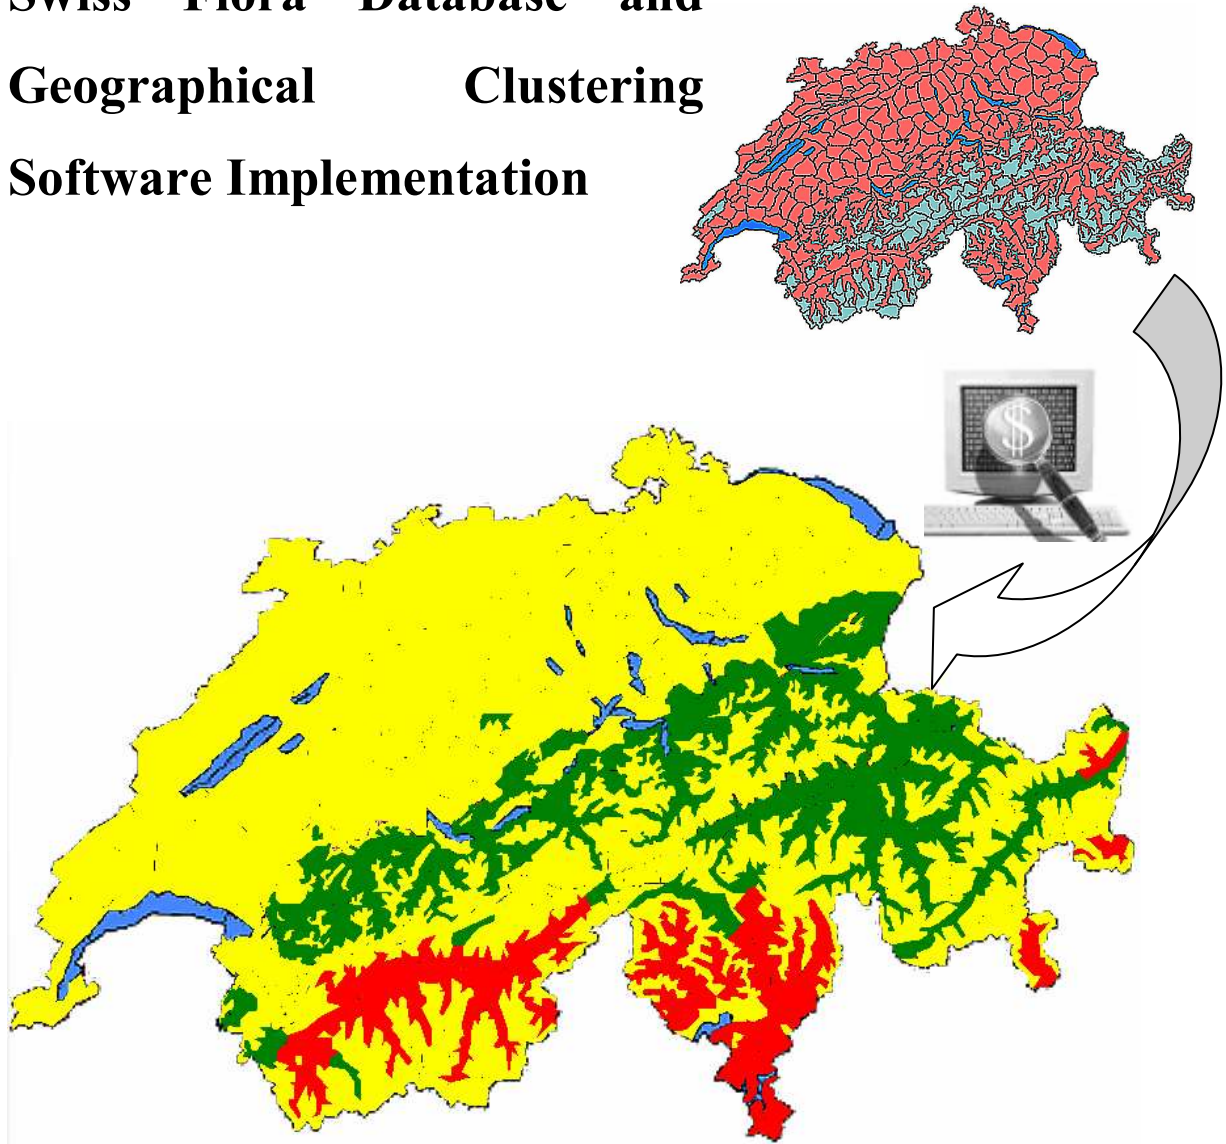 Swiss Flora Database and
Geographical Clustering
Software Implementation
$